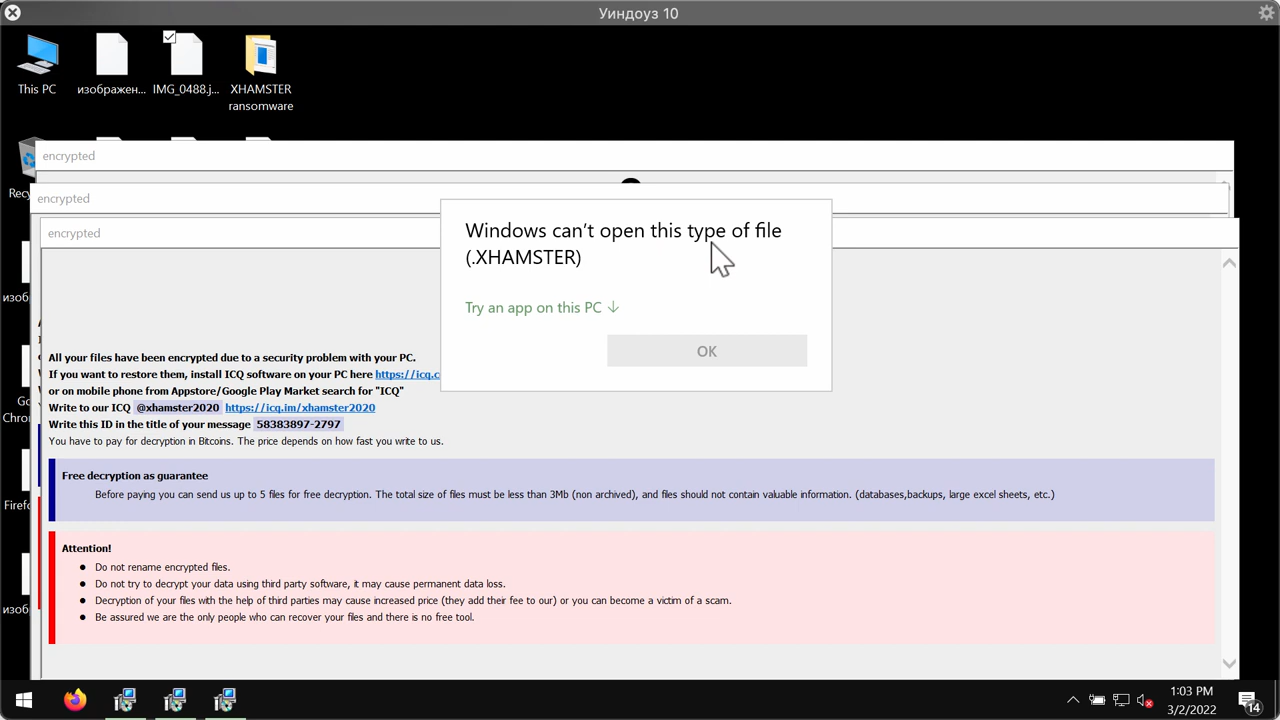 Уиндоуз 10
This PC
изображен...
IMG_0488.j...
XHAMSTER
ransomware
encrypted
encrypted
encrypted
Windows can't open this type of file
(.XHAMSTER)
Try an app on this PC ↓
OK
All your files have been encrypted due to a security problem with your PC.
If you want to restore them, install ICQ software on your PC here https://icq.c
or on mobile phone from Appstore/Google Play Market search for "ICQ"
Write to our ICQ @xhamster2020 https://icq.im/xhamster2020
Write this ID in the title of your message 58383897-2797
You have to pay for decryption in Bitcoins. The price depends on how fast you write to us.
Free decryption as guarantee
Before paying you can send us up to 5 files for free decryption. The total size of files must be less than 3Mb (non archived), and files should not contain valuable information. (databases,backups, large excel sheets, etc.)
Attention!
Do not rename encrypted files.
Do not try to decrypt your data using third party software, it may cause permanent data loss.
Decryption of your files with the help of third parties may cause increased price (they add their fee to our) or you can become a victim of a scam.
Be assured we are the only people who can recover your files and there is no free tool.
1:03 PM
3/2/2022
14